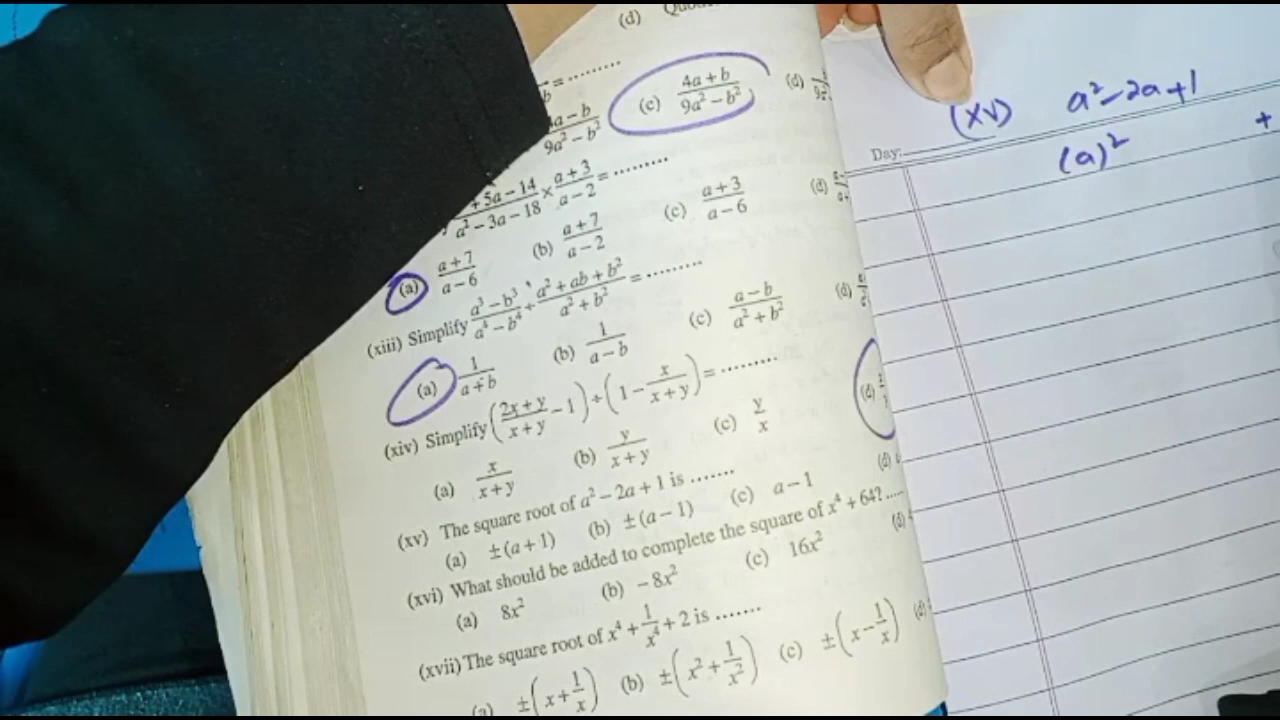 (d)
= .........
(c) (4a + b)/(9a² − b²) (d)
9a² − b²
+ 5a − 14/(a² − 3a − 18) × (a + 3)/(a − 2) = .........
(a) (a + 7)/(a − 6) (b) (a + 7)/(a − 2) (c) (a + 3)/(a − 6) (d)
(xiii) Simplify (a³ − b³)/(a⁴ − b⁴) ÷ (a² + ab + b²)/(a² + b²) = .........
(a) 1/(a + b) (b) 1/(a − b) (c) (a − b)/(a² + b²) (d)
(xiv) Simplify ((2x + y)/(x + y) − 1) ÷ (1 − x/(x + y)) = .........
(a) x/(x + y) (b) y/(x + y) (c) y/x (d)
(xv) The square root of a² − 2a + 1 is .......
(a) ±(a + 1) (b) ±(a − 1) (c) a − 1 (d)
(xvi) What should be added to complete the square of x⁴ + 64? .....
(a) 8x² (b) − 8x² (c) 16x² (d)
(xvii) The square root of x⁴ + 1/x⁴ + 2 is .......
(a) ±(x + 1/x) (b) ±(x² + 1/x²) (c) ±(x − 1/x) (d)
(XV) a² − 2a + 1
Day:
(a)² +